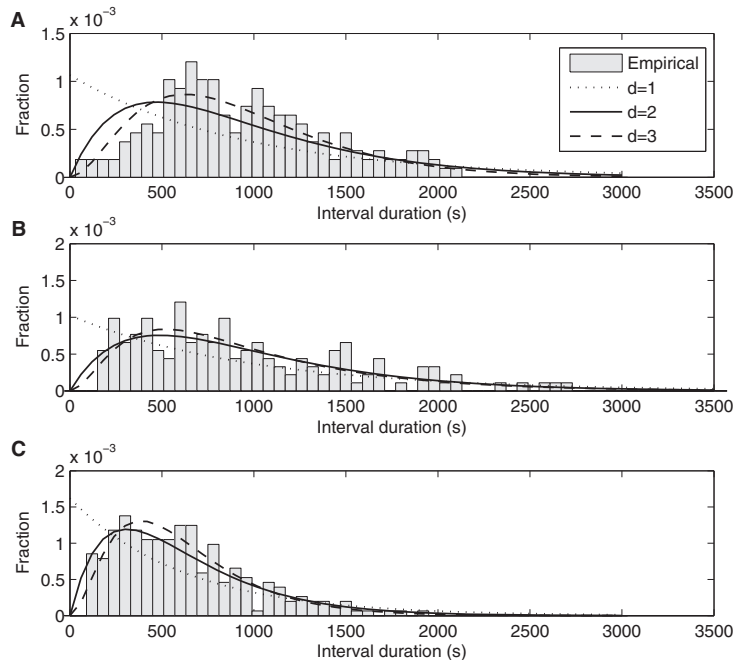 A
x 10⁻³
1.5
1
0.5
0
Fraction
0 500 1000 1500 2000 2500 3000 3500
Interval duration (s)
Empirical
d=1
d=2
d=3
B
x 10⁻³
2
1.5
1
0.5
0
Fraction
0 500 1000 1500 2000 2500 3000 3500
Interval duration (s)
C
x 10⁻³
2
1.5
1
0.5
0
Fraction
0 500 1000 1500 2000 2500 3000 3500
Interval duration (s)